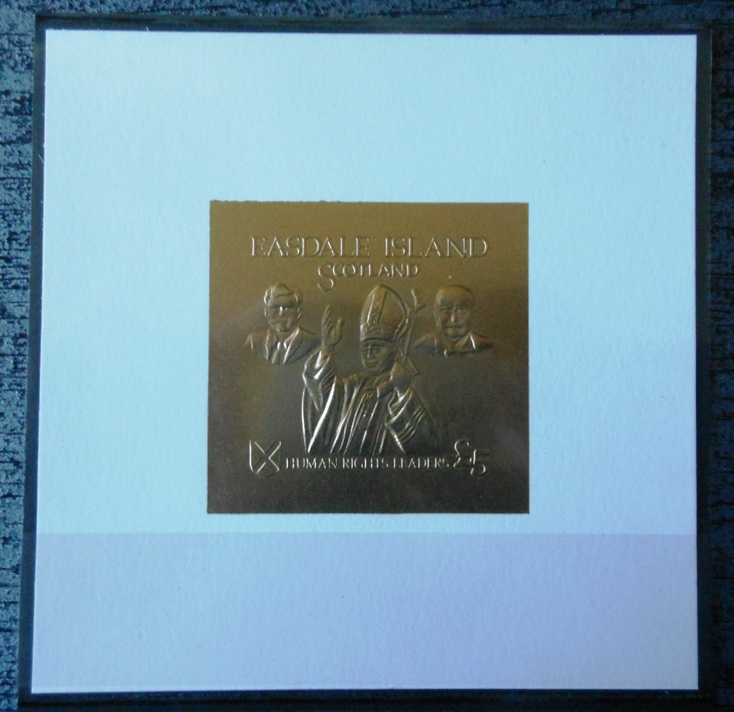 EASDALE ISLAND
SCOTLAND
HUMAN RIGHTS LEADERS £5